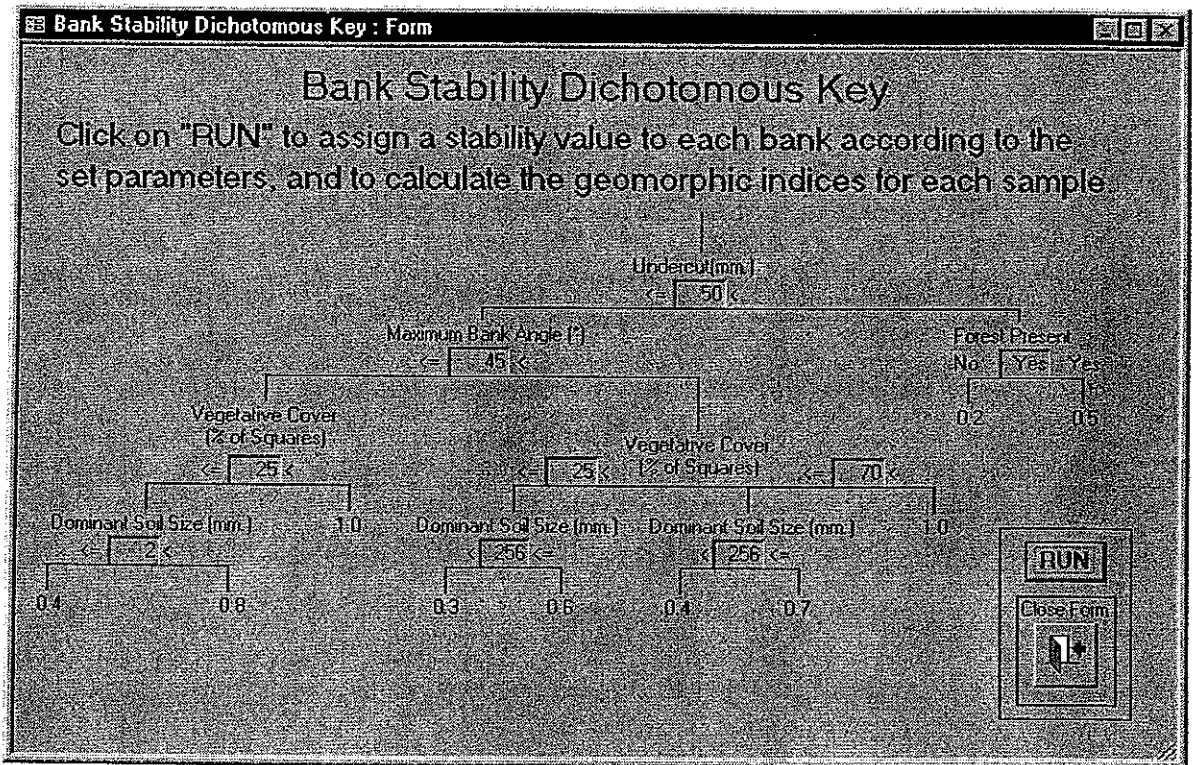 Bank Stability Dichotomous Key : Form
Bank Stability Dichotomous Key
Click on "RUN" to assign a stability value to each bank according to the
set parameters, and to calculate the geomorphic indices for each sample.
Undercut(mm.)
<= 50 <
Maximum Bank Angle (°)
<= 45 <
Forest Present
No Yes Yes
0.2 0.5
Vegetative Cover
(% of Squares)
<= 25 <
Vegetative Cover
(% of Squares)
<= 25 < <= 70 <
Dominant Soil Size (mm.) 1.0 Dominant Soil Size (mm.) Dominant Soil Size (mm.) 1.0
<= 2 < < 256 <= < 256 <=
0.4 0.8 0.3 0.6 0.4 0.7
RUN
Close Form